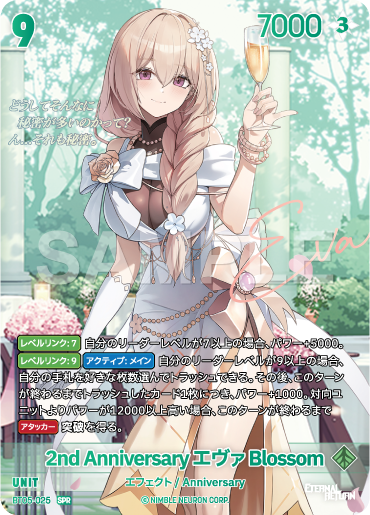 9
7000 3
どうしてそんなに
秘密が多いのかって?
ん…それも秘密。
SAMPLE
Eva
レベルリンク: 7 自分のリーダーレベルが7以上の場合、パワー+5000。
レベルリンク: 9 アクティブ: メイン 自分のリーダーレベルが9以上の場合、
自分の手札を好きな枚数選んでトラッシュできる。その後、このターン
が終わるまでトラッシュしたカード1枚につき、パワー+1000。対向ユ
ニットよりパワーが12000以上高い場合、このターンが終わるまで
アタッカー 突破を得る。
2nd Anniversary エヴァ Blossom
UNIT エフェクト / Anniversary
BT05-025 SPR © NIMBLE NEURON CORP.
ETERNAL RETURN